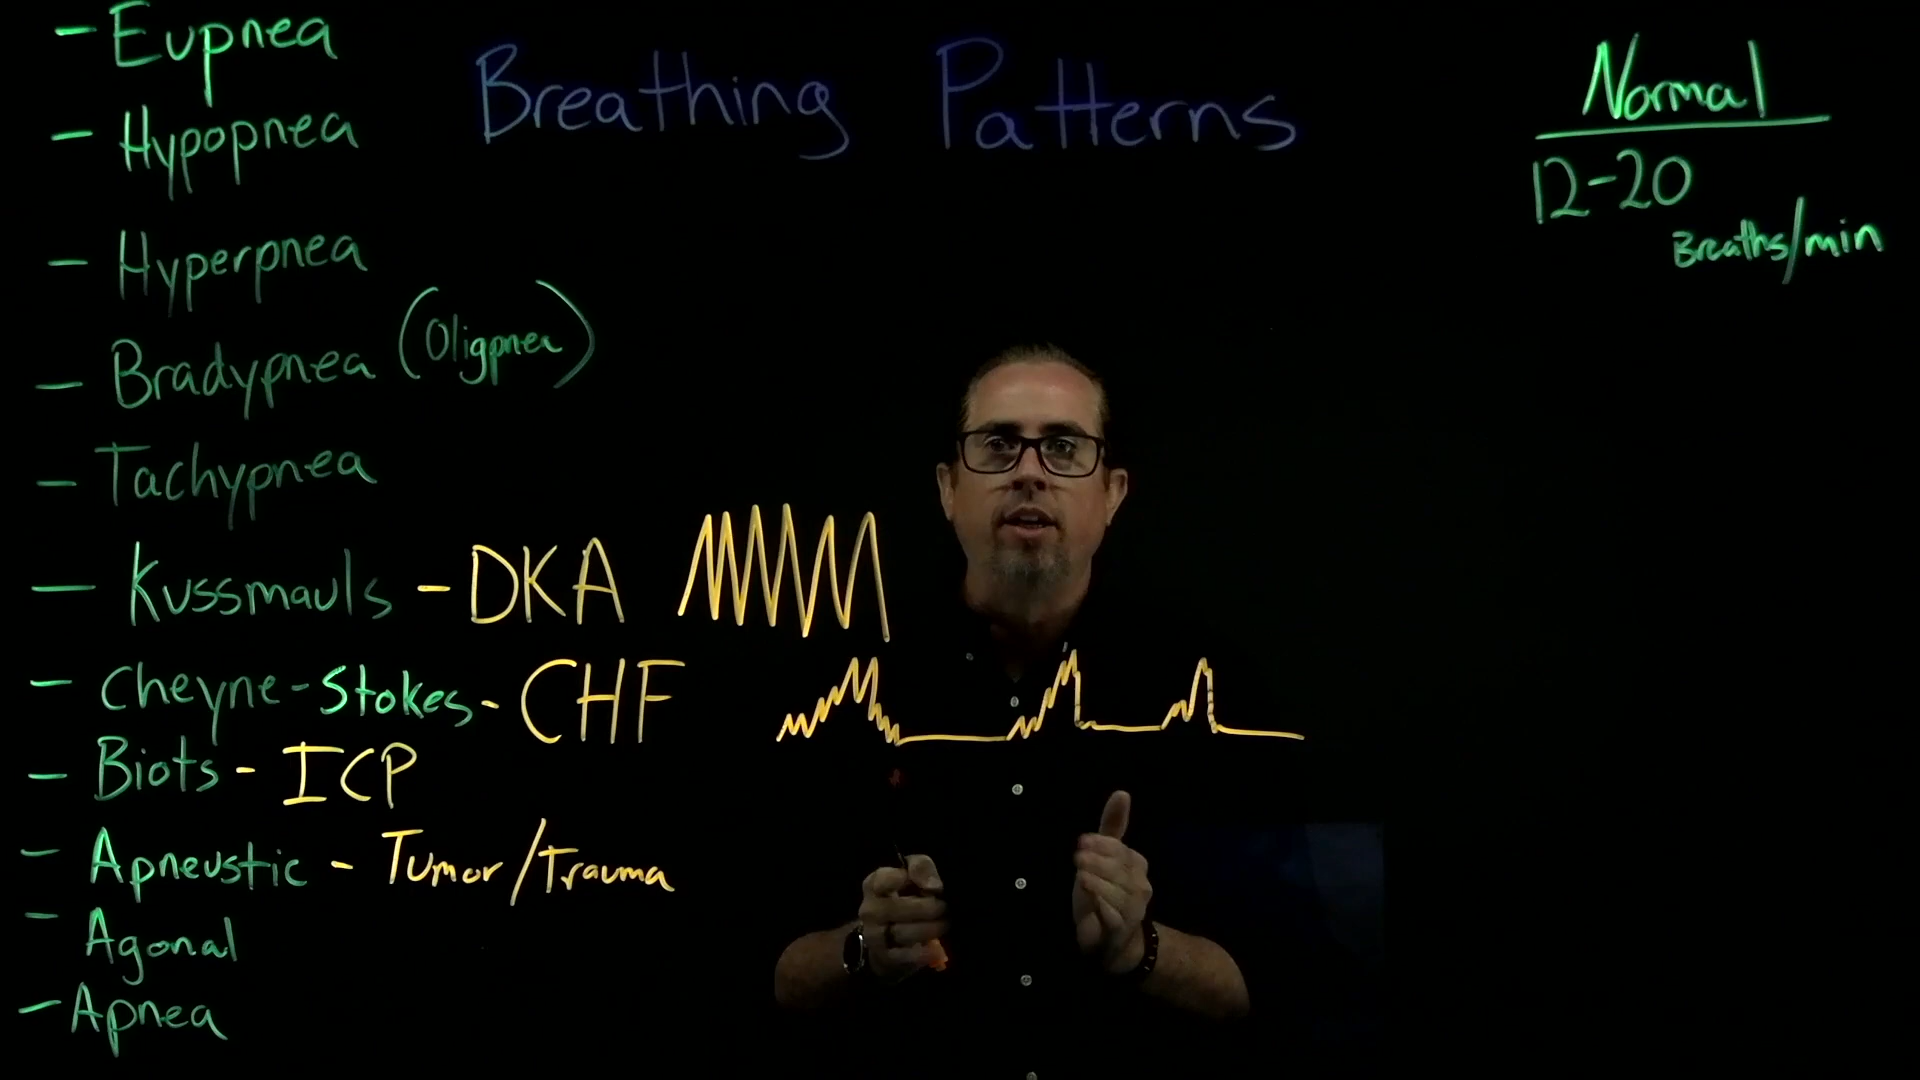 Breathing Patterns
- Eupnea
- Hypopnea
- Hyperpnea
- Bradypnea (Oligpnea)
- Tachypnea
- Kussmauls - DKA
- Cheyne-Stokes - CHF
- Biots - ICP
- Apneustic - Tumor/Trauma
- Agonal
- Apnea
Normal
12-20
Breaths/min